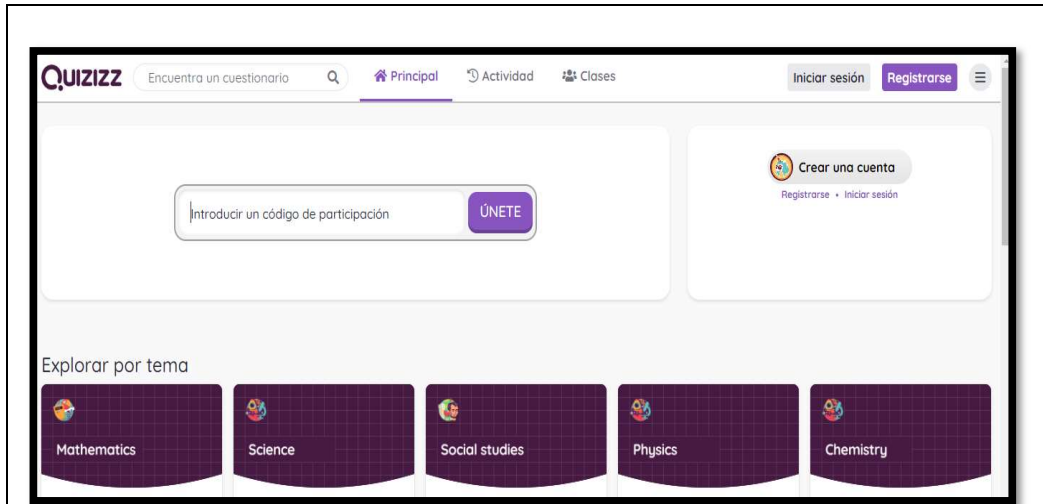 QUIZIZZ Encuentra un cuestionario Principal Actividad Clases Iniciar sesión Registrarse
Crear una cuenta
Registrarse • Iniciar sesión
Introducir un código de participación ÚNETE
Explorar por tema
Mathematics Science Social studies Physics Chemistry